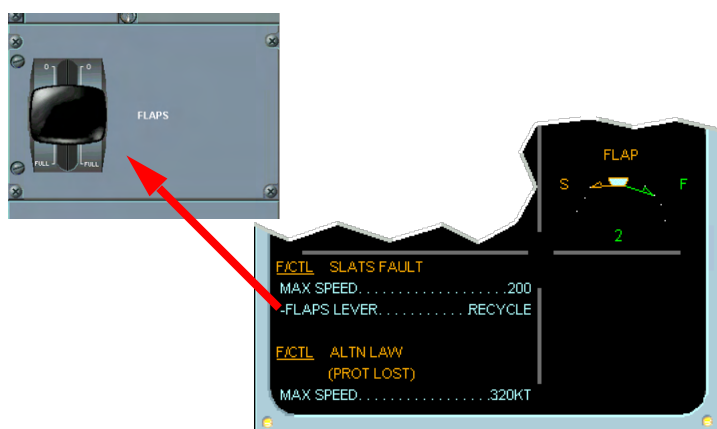 0 0
FLAPS
FULL FULL
FLAP
S F
2
F/CTL SLATS FAULT
MAX SPEED...................200
-FLAPS LEVER...........RECYCLE
F/CTL ALTN LAW
(PROT LOST)
MAX SPEED.................320KT